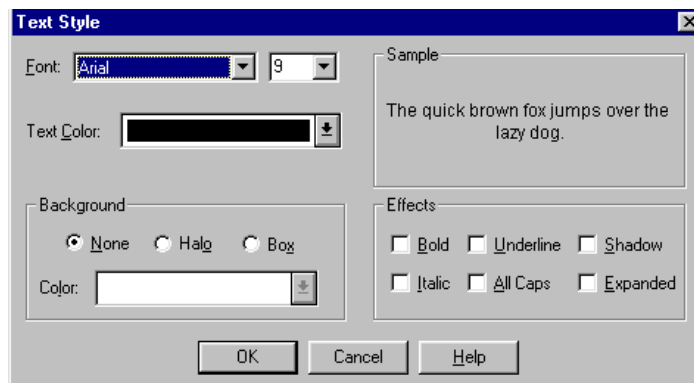 Text Style
Font: Arial 9
Text Color:
Sample
The quick brown fox jumps over the
lazy dog.
Background
None Halo Box
Color:
Effects
Bold Underline Shadow
Italic All Caps Expanded
OK Cancel Help